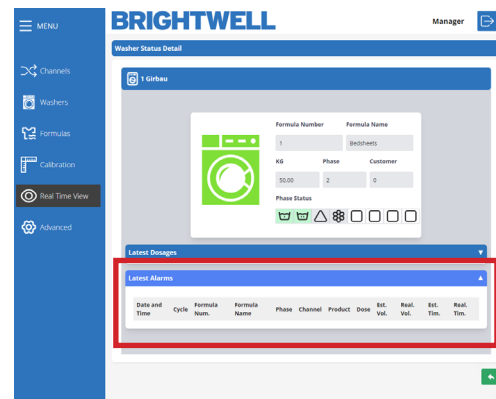 MENU
BRIGHTWELL
Manager
Washer Status Detail
Channels
Washers
Formulas
Calibration
Real Time View
Advanced
1 Girbau
Formula Number Formula Name
1 Bedsheets
KG Phase Customer
50.00 2 0
Phase Status
Latest Dosages
Latest Alarms
Date and Time Cycle Formula Num. Formula Name Phase Channel Product Dose Est. Vol. Real. Vol. Est. Tim. Real. Tim.